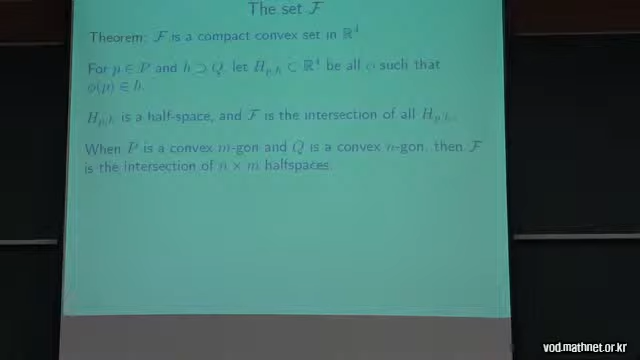 The set ℱ
Theorem: ℱ is a compact convex set in ℝ⁴
For p ∈ P and h ⊃ Q, let H_{p,h} ⊂ ℝ⁴ be all φ such that
φ(p) ∈ h.
H_{p,h} is a half-space, and ℱ is the intersection of all H_{p,h}.
When P is a convex m-gon and Q is a convex n-gon, then ℱ
is the intersection of n × m halfspaces.
vod.mathnet.or.kr